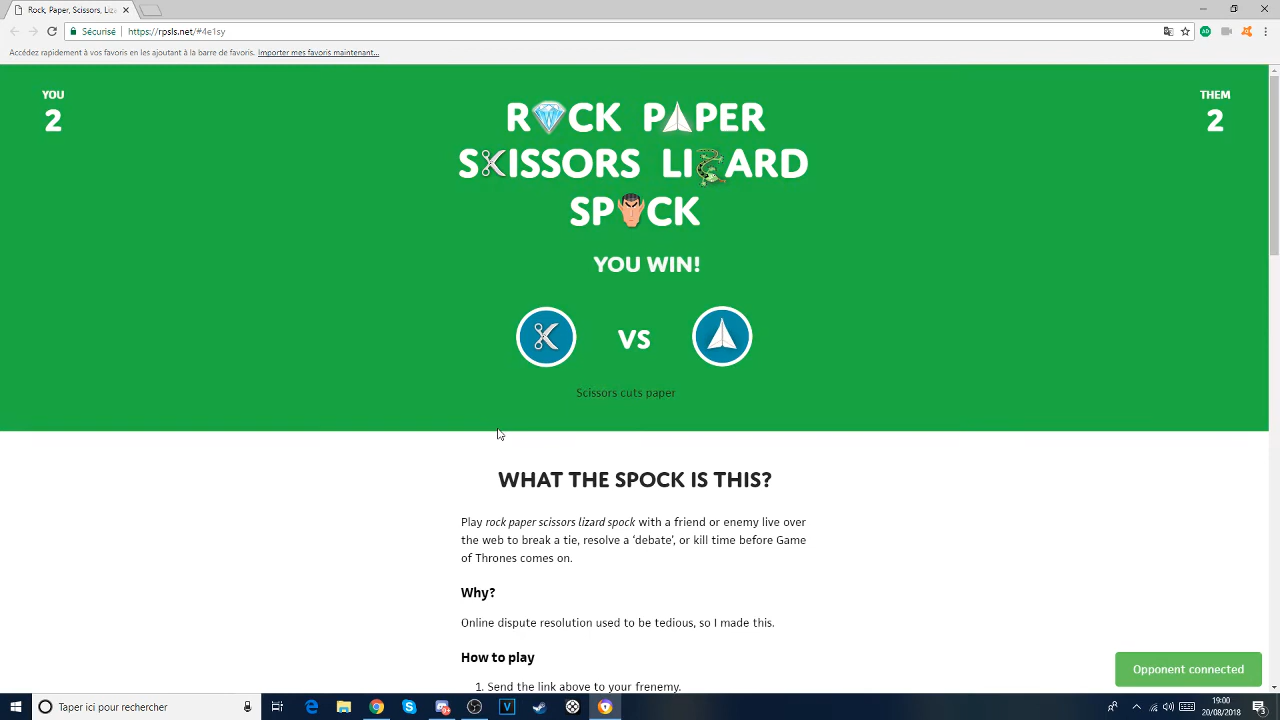 Rock, Paper, Scissors, Liz
Sécurisé
https://rpsls.net/#4e1sy
Accédez rapidement à vos favoris en les ajoutant à la barre de favoris. Importer mes favoris maintenant...
YOU
2
THEM
2
ROCK PAPER
SCISSORS LIZARD
SPOCK
YOU WIN!
VS
Scissors cuts paper
WHAT THE SPOCK IS THIS?
Play rock paper scissors lizard spock with a friend or enemy live over
the web to break a tie, resolve a ‘debate’, or kill time before Game
of Thrones comes on.
Why?
Online dispute resolution used to be tedious, so I made this.
How to play
1. Send the link above to your frenemy.
Opponent connected
Taper ici pour rechercher
19:00
20/08/2018